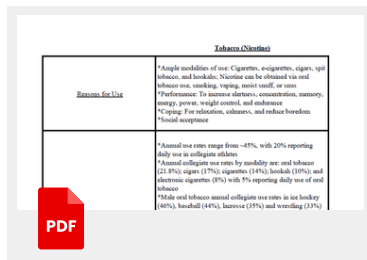 Tobacco (Nicotine)
Reasons for Use
*Ample modalities of use: Cigarettes, e-cigarettes, cigars, spit
tobacco, and hookahs; Nicotine can be obtained via oral
tobacco use, smoking, vaping, moist snuff, or snus
*Performance: To increase alertness, concentration, memory,
energy, power, weight control, and endurance
*Coping: For relaxation, calmness, and reduce boredom
*Social acceptance
*Annual use rates range from ~45%, with 20% reporting
daily use in collegiate athletes
*Annual collegiate use rates by modality are: oral tobacco
(21.8%); cigars (17%); cigarettes (14%); hookah (10%); and
electronic cigarettes (8%) with 5% reporting daily use of oral
tobacco
*Male oral tobacco annual collegiate use rates in ice hockey
(46%), baseball (44%), lacrosse (35%) and wrestling (33%)
PDF